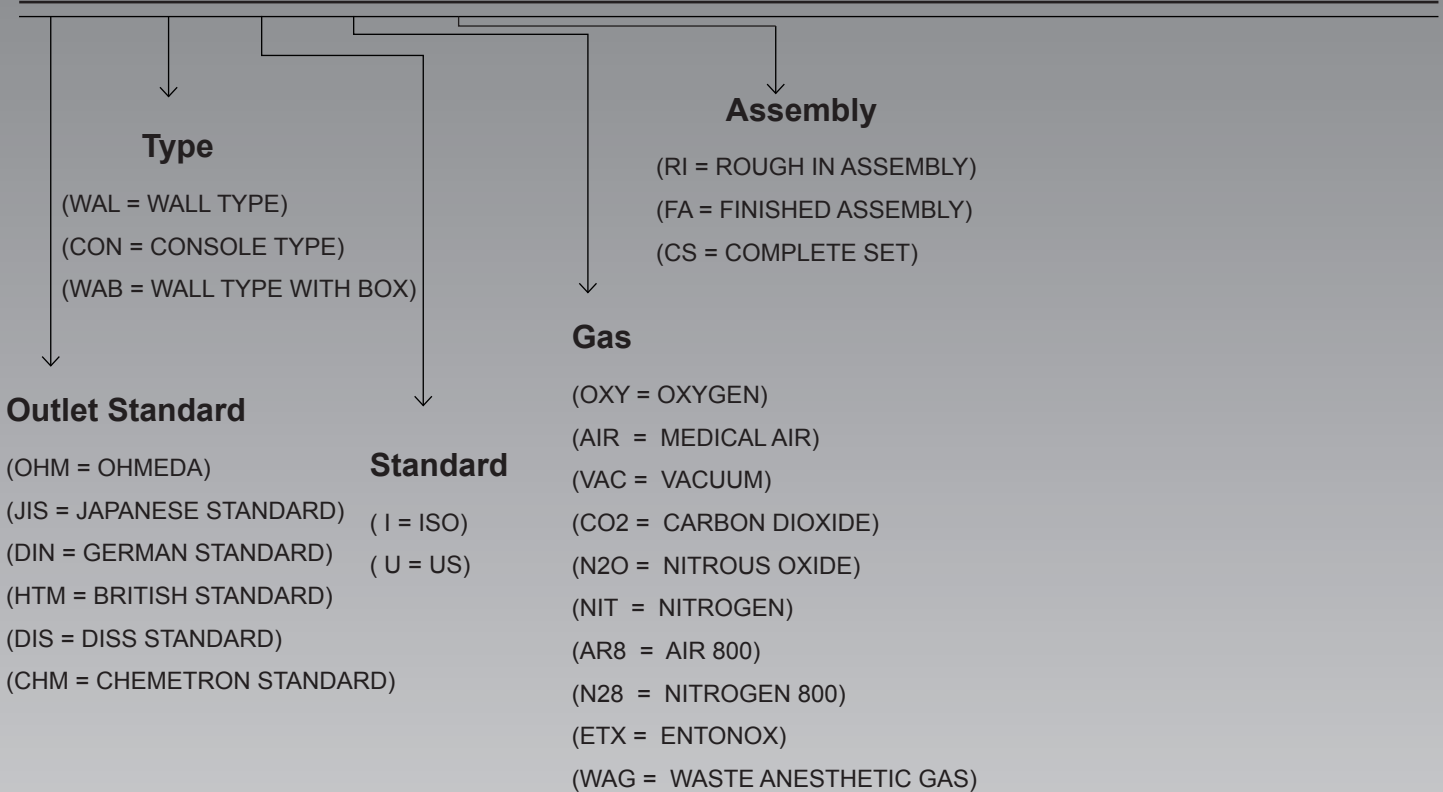 Assembly
(RI = ROUGH IN ASSEMBLY)
(FA = FINISHED ASSEMBLY)
(CS = COMPLETE SET)
Type
(WAL = WALL TYPE)
(CON = CONSOLE TYPE)
(WAB = WALL TYPE WITH BOX)
Gas
(OXY = OXYGEN)
(AIR = MEDICAL AIR)
(VAC = VACUUM)
(CO2 = CARBON DIOXIDE)
(N2O = NITROUS OXIDE)
(NIT = NITROGEN)
(AR8 = AIR 800)
(N28 = NITROGEN 800)
(ETX = ENTONOX)
(WAG = WASTE ANESTHETIC GAS)
Outlet Standard
(OHM = OHMEDA)
(JIS = JAPANESE STANDARD)
(DIN = GERMAN STANDARD)
(HTM = BRITISH STANDARD)
(DIS = DISS STANDARD)
(CHM = CHEMETRON STANDARD)
Standard
( I = ISO)
( U = US)